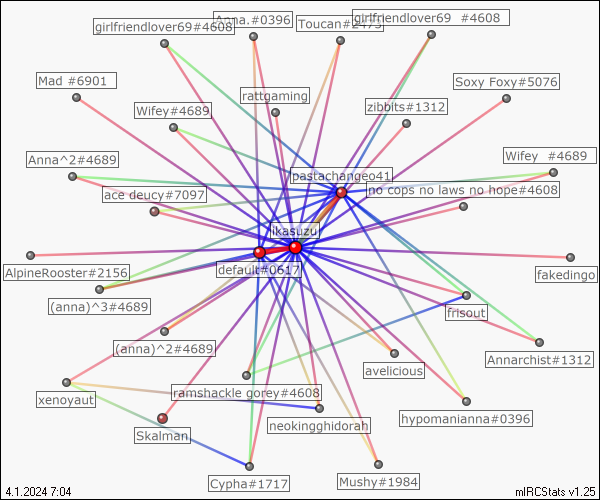 girlfriendlover69#4608
Anna.#0396
Toucan#2475
girlfriendlover69 #4608
Mad #6901
rattgaming
Soxy Foxy#5076
Wifey#4689
zibbits#1312
Anna^2#4689
pastachangeo41
Wifey #4689
ace deucy#7097
no cops no laws no hope#4608
ikasuzu
AlpineRooster#2156
default#0617
fakedingo
(anna)^3#4689
frisout
(anna)^2#4689
Annarchist#1312
avelicious
xenoyaut
ramshackle gorey#4608
hypomanianna#0396
Skalman
neokingghidorah
Cypha#1717
Mushy#1984
4.1.2024 7:04
mIRCStats v1.25